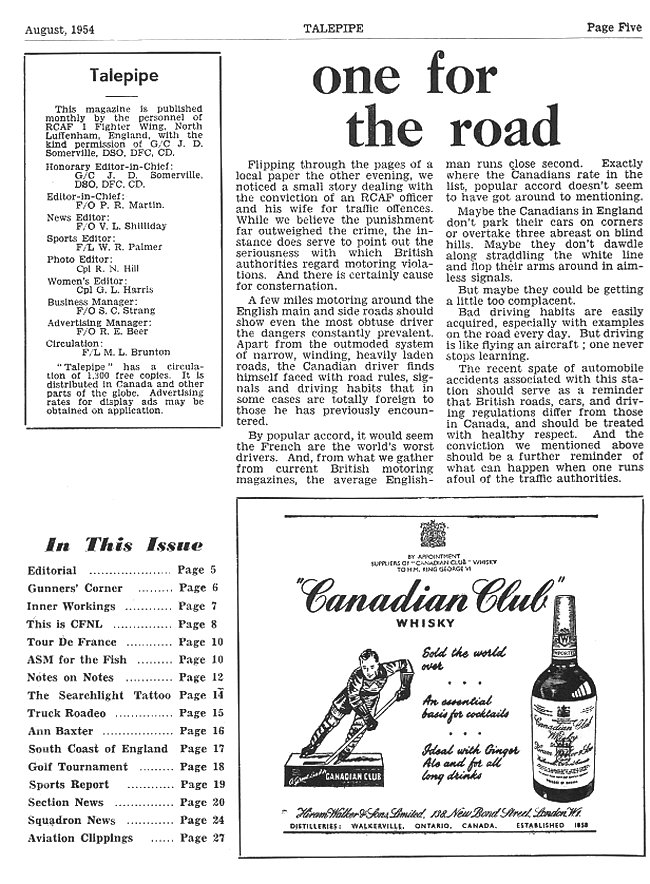 August, 1954
TALEPIPE
Page Five
Talepipe
This magazine is published
monthly by the personnel of
RCAF 1 Fighter Wing, North
Luffenham, England, with the
kind permission of G/C J. D.
Somerville, DSO, DFC, CD.
Honorary Editor-in-Chief:
G/C J. D. Somerville,
DSO, DFC, CD.
Editor-in-Chief:
F/O P. R. Martin.
News Editor:
F/O V. L. Shilliday
Sports Editor:
F/L W. R. Palmer
Photo Editor:
Cpl R. N. Hill
Women's Editor:
Cpl G. L. Harris
Business Manager:
F/O S. C. Strang
Advertising Manager:
F/O R. E. Beer
Circulation:
F/L M. L. Brunton
"Talepipe" has a circula-
tion of 1,300 free copies. It is
distributed in Canada and other
parts of the globe. Advertising
rates for display ads may be
obtained on application.
one for
the road
Flipping through the pages of a
local paper the other evening, we
noticed a small story dealing with
the conviction of an RCAF officer
and his wife for traffic offences.
While we believe the punishment
far outweighed the crime, the in-
stance does serve to point out the
seriousness with which British
authorities regard motoring viola-
tions. And there is certainly cause
for consternation.
A few miles motoring around the
English main and side roads should
show even the most obtuse driver
the dangers constantly prevalent.
Apart from the outmoded system
of narrow, winding, heavily laden
roads, the Canadian driver finds
himself faced with road rules, sig-
nals and driving habits that in
some cases are totally foreign to
those he has previously encoun-
tered.
By popular accord, it would seem
the French are the world's worst
drivers. And, from what we gather
from current British motoring
magazines, the average English-
man runs close second. Exactly
where the Canadians rate in the
list, popular accord doesn't seem
to have got around to mentioning.
Maybe the Canadians in England
don't park their cars on corners
or overtake three abreast on blind
hills. Maybe they don't dawdle
along straddling the white line
and flop their arms around in aim-
less signals.
But maybe they could be getting
a little too complacent.
Bad driving habits are easily
acquired, especially with examples
on the road every day. But driving
is like flying an aircraft ; one never
stops learning.
The recent spate of automobile
accidents associated with this sta-
tion should serve as a reminder
that British roads, cars, and driv-
ing regulations differ from those
in Canada, and should be treated
with healthy respect. And the
conviction we mentioned above
should be a further reminder of
what can happen when one runs
afoul of the traffic authorities.
In This Issue
Editorial .................... Page 5
Gunners' Corner ......... Page 6
Inner Workings ............ Page 7
This is CFNL ............... Page 8
Tour De France ............ Page 10
ASM for the Fish ......... Page 10
Notes on Notes ............ Page 12
The Searchlight Tattoo Page 14
Truck Roadeo ............... Page 15
Ann Baxter .................. Page 16
South Coast of England Page 17
Golf Tournament ......... Page 18
Sports Report ............... Page 19
Section News ............... Page 20
Squadron News ............ Page 24
Aviation Clippings ...... Page 27
BY APPOINTMENT
SUPPLIERS OF "CANADIAN CLUB" WHISKY
TO H.M. KING GEORGE VI
"Canadian Club"
WHISKY
Sold the world
over
An essential
basis for cocktails
Ideal with Ginger
Ale and for all
long drinks
CANADIAN CLUB
IMPORTED
Canadian Club
Whisky
Hiram Walker & Sons
Hiram Walker & Sons Limited, 138, New Bond Street, London W1.
DISTILLERIES: WALKERVILLE, ONTARIO, CANADA. ESTABLISHED 1858